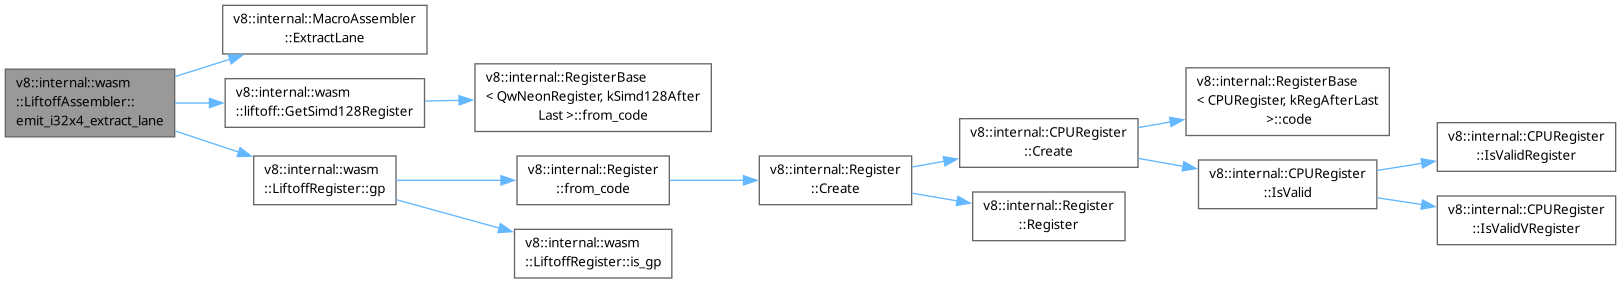 v8::internal::wasm
::LiftoffAssembler::
emit_i32x4_extract_lane
v8::internal::MacroAssembler
::ExtractLane
v8::internal::wasm
::liftoff::GetSimd128Register
v8::internal::RegisterBase
< QwNeonRegister, kSimd128After
Last >::from_code
v8::internal::wasm
::LiftoffRegister::gp
v8::internal::Register
::from_code
v8::internal::Register
::Create
v8::internal::CPURegister
::Create
v8::internal::RegisterBase
< CPURegister, kRegAfterLast
>::code
v8::internal::CPURegister
::IsValid
v8::internal::CPURegister
::IsValidRegister
v8::internal::CPURegister
::IsValidVRegister
v8::internal::Register
::Register
v8::internal::wasm
::LiftoffRegister::is_gp